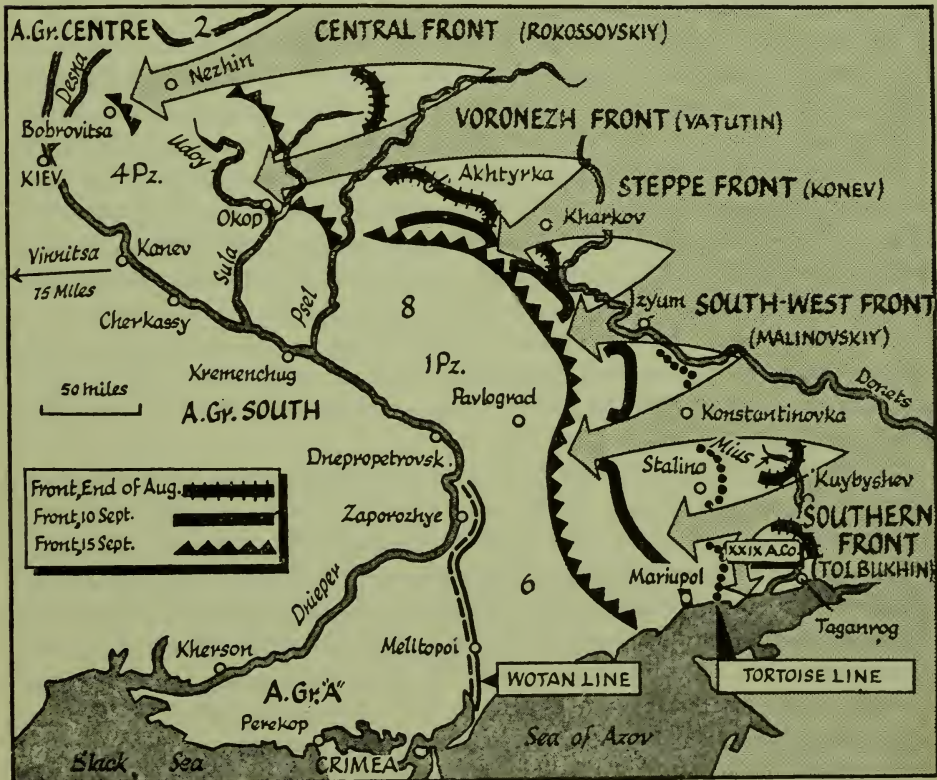 A.Gr. CENTRE
2
CENTRAL FRONT (ROKOSSOVSKIY)
Desna
Nezhin
Bobrovitsa
VORONEZH FRONT (VATUTIN)
KIEV
4 Pz.
Udoy
Akhtyrka
STEPPE FRONT (KONEV)
Okop
Kharkov
Vinnitsa
75 Miles
Kanev
Sula
Psel
Izyum
SOUTH-WEST FRONT
(MALINOVSKIY)
Cherkassy
8
Kremenchug
1 Pz.
Donets
50 miles
A.Gr. SOUTH
Pavlograd
Konstantinovka
Dnepropetrovsk
Mius
Stalino
Kuybyshev
Front, End of Aug.
Front, 10 Sept.
Front, 15 Sept.
Zaporozhye
SOUTHERN
FRONT
(TOLBUKHIN)
XXIX A.Co.
Dnieper
6
Mariupol
Taganrog
Kherson
Melitopol
WOTAN LINE
TORTOISE LINE
A.Gr."A"
Perekop
Sea of Azov
Black Sea
CRIMEA